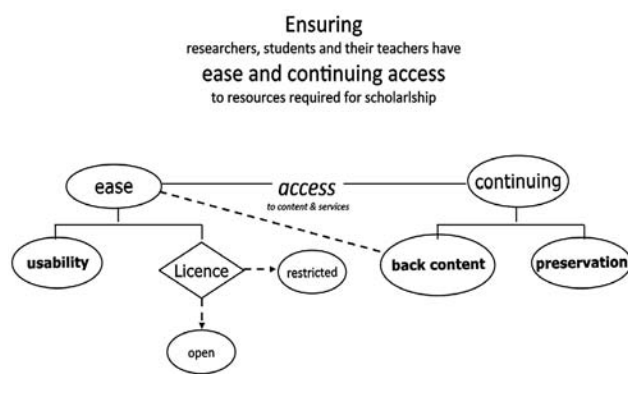 Ensuring
researchers, students and their teachers have
ease and continuing access
to resources required for scholarlship
ease
access
to content & services
continuing
usability
Licence
restricted
back content
preservation
open